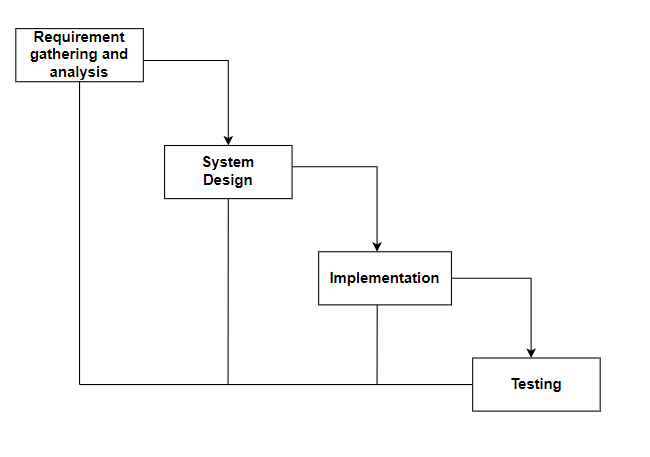 Requirement
gathering and
analysis
System
Design
Implementation
Testing